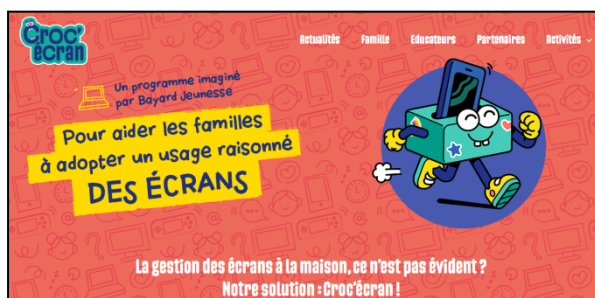 Croc'
écran
Actualités Famille Educateurs Partenaires Activités
Un programme imaginé
par Bayard Jeunesse
Pour aider les familles
à adopter un usage raisonné
DES ÉCRANS
La gestion des écrans à la maison, ce n'est pas évident ?
Notre solution : Croc'écran !